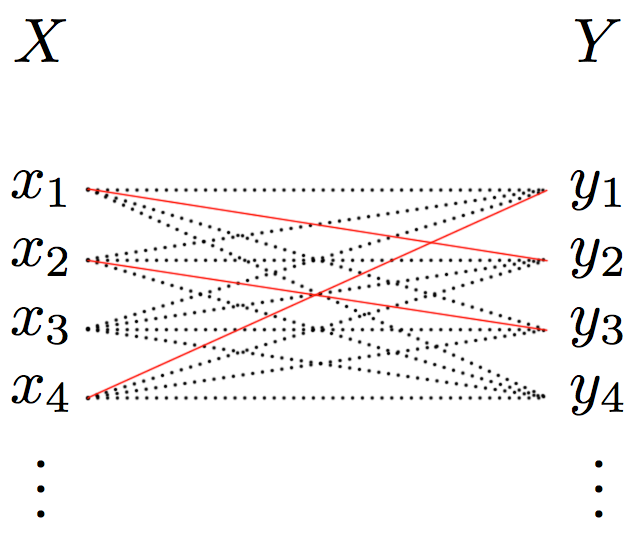 X Y
x₁ y₁
x₂ y₂
x₃ y₃
x₄ y₄
⋮ ⋮